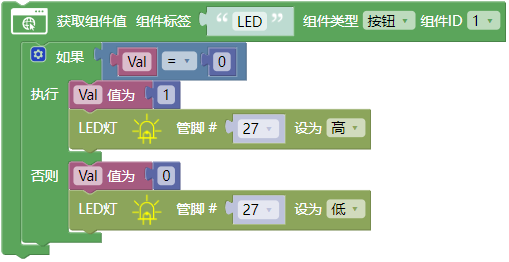 获取组件值 组件标签 “ LED ” 组件类型 按钮 组件ID 1
如果 Val = 0
执行 Val 值为 1
LED灯 管脚 # 27 设为 高
否则 Val 值为 0
LED灯 管脚 # 27 设为 低